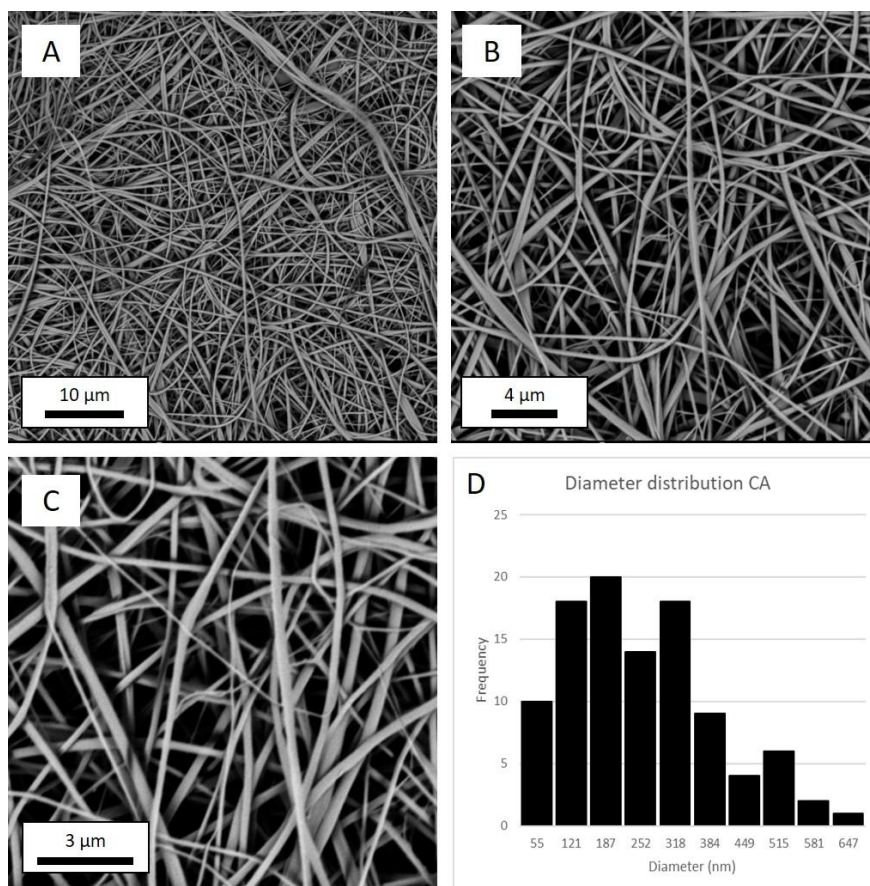 A
10 µm
B
4 µm
C
3 µm
D
Diameter distribution CA
25
20
15
10
5
0
Frequency
55 121 187 252 318 384 449 515 581 647
Diameter (nm)